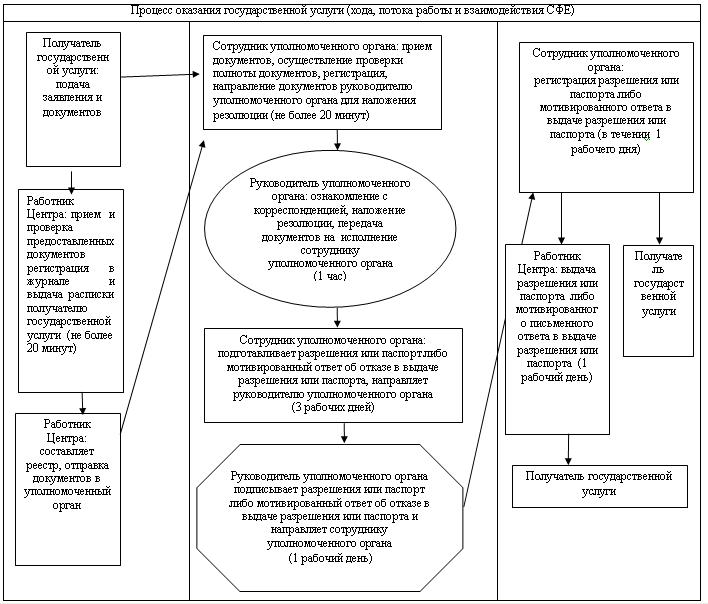 Процесс оказания государственной услуги (хода, потока работы и взаимодействия СФЕ)
Получатель
государственн
ой услуги:
подача
заявления и
документов
Работник
Центра: прием и
проверка
предоставленных
документов
регистрация в
журнале и
выдача расписки
получателю
государственной
услуги (не более
20 минут)
Работник
Центра:
составляет
реестр, отправка
документов в
уполномоченный
орган
Сотрудник уполномоченного органа: прием
документов, осуществление проверки
полноты документов, регистрация,
направление документов руководителю
уполномоченного органа для наложения
резолюции (не более 20 минут)
Руководитель уполномоченного
органа: ознакомление с
корреспонденцией, наложение
резолюции, передача
документов на исполнение
сотруднику
уполномоченного органа
(1 час)
Сотрудник уполномоченного органа:
подготавливает разрешения или паспорт либо
мотивированный ответ об отказе в выдаче
разрешения или паспорта, направляет
руководителю уполномоченного органа
(3 рабочих дней)
Руководитель уполномоченного органа
подписывает разрешения или паспорт
либо мотивированный ответ об отказе в
выдаче разрешения или паспорта и
направляет сотруднику
уполномоченного органа
(1 рабочий день)
Сотрудник уполномоченного
органа:
регистрация разрешения или
паспорта либо
мотивированного ответа в
выдаче разрешения или
паспорта (в течении 1
рабочего дня)
Работник
Центра: выдача
разрешения или
паспорта либо
мотивированног
о письменного
ответа в выдаче
разрешения или
паспорта (1
рабочий день)
Получате
ль
государст
венной
услуги
Получатель государственной
услуги